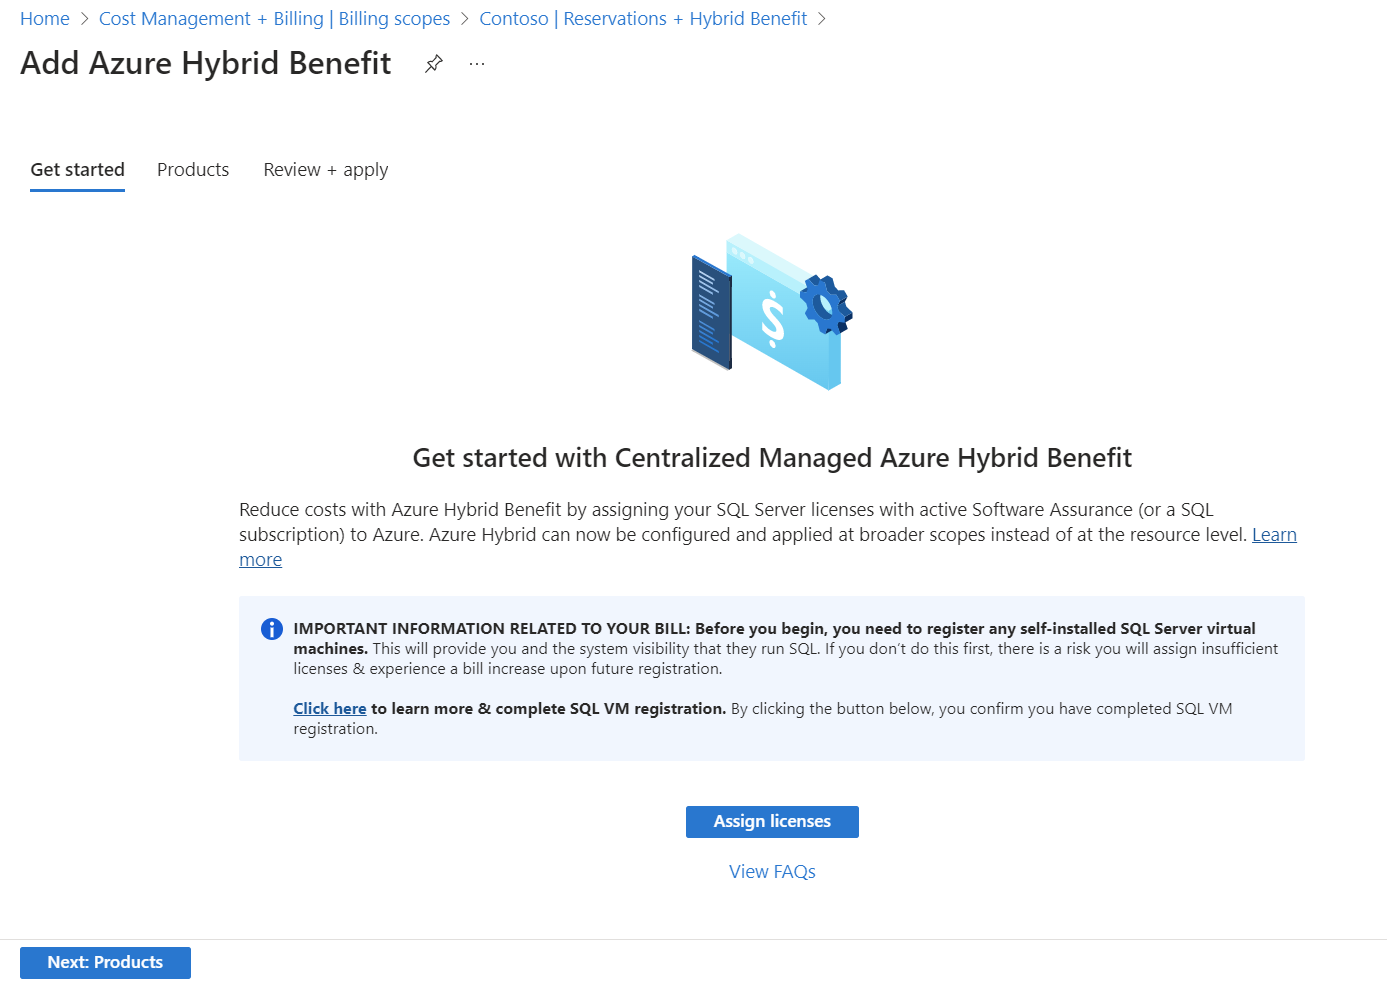 Home > Cost Management + Billing | Billing scopes > Contoso | Reservations + Hybrid Benefit >
Add Azure Hybrid Benefit ...
Get started Products Review + apply
$
Get started with Centralized Managed Azure Hybrid Benefit
Reduce costs with Azure Hybrid Benefit by assigning your SQL Server licenses with active Software Assurance (or a SQL
subscription) to Azure. Azure Hybrid can now be configured and applied at broader scopes instead of at the resource level. Learn
more
IMPORTANT INFORMATION RELATED TO YOUR BILL: Before you begin, you need to register any self-installed SQL Server virtual
machines. This will provide you and the system visibility that they run SQL. If you don't do this first, there is a risk you will assign insufficient
licenses & experience a bill increase upon future registration.
Click here to learn more & complete SQL VM registration. By clicking the button below, you confirm you have completed SQL VM
registration.
Assign licenses
View FAQs
Next: Products